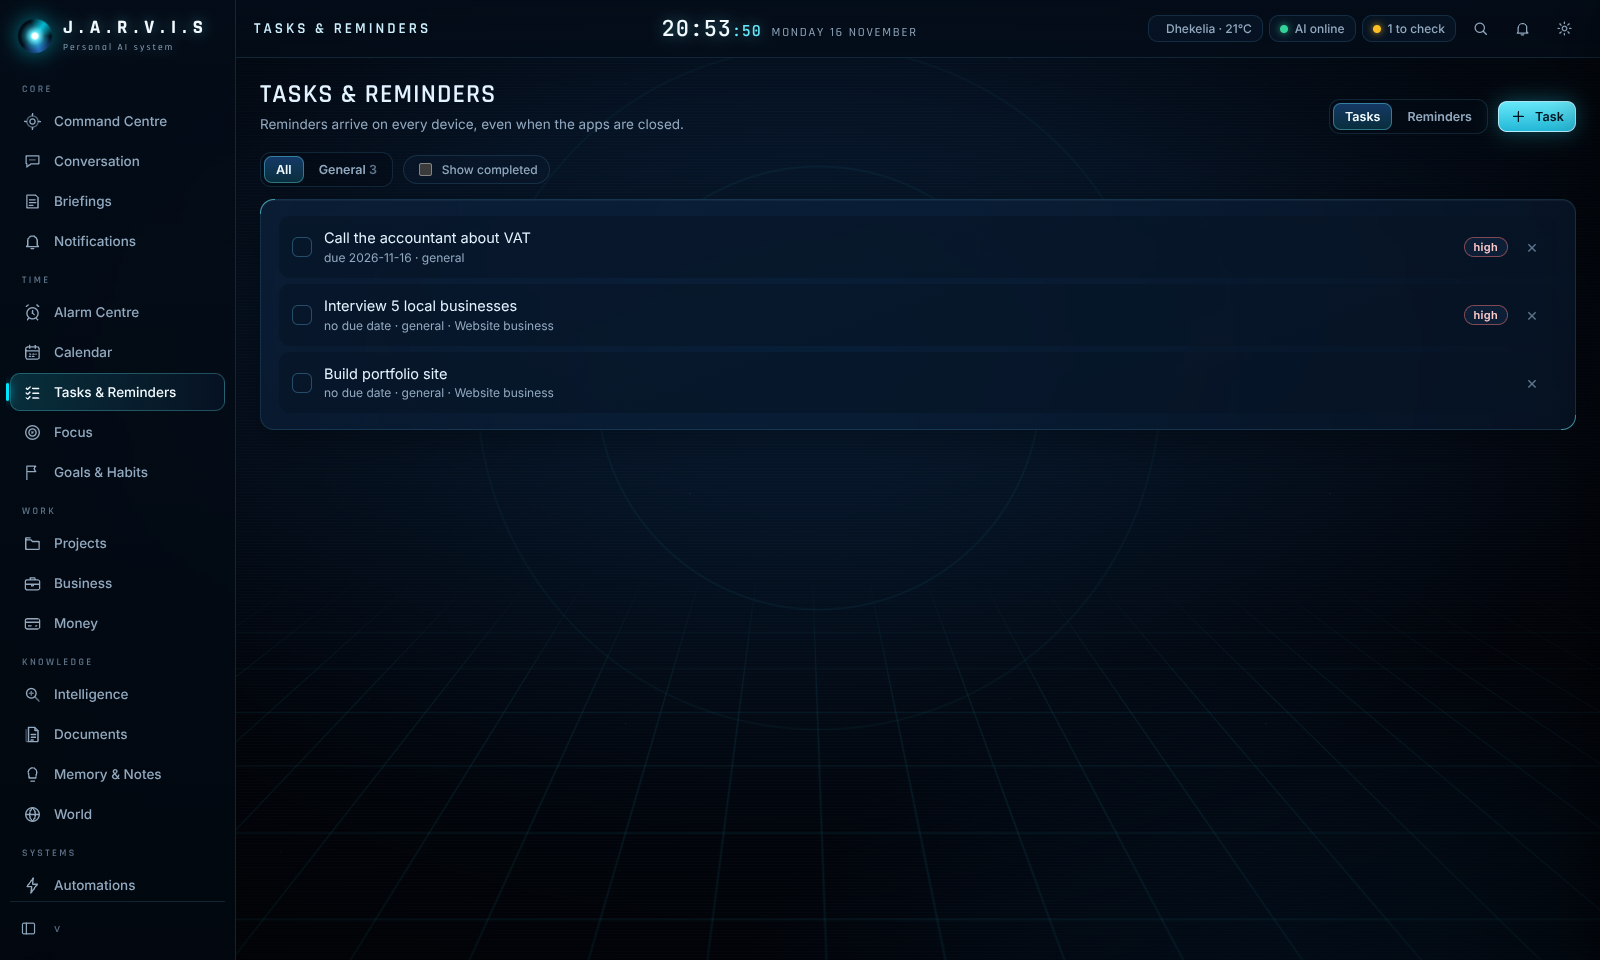 J.A.R.V.I.S
Personal AI system
CORE
Command Centre
Conversation
Briefings
Notifications
TIME
Alarm Centre
Calendar
Tasks & Reminders
Focus
Goals & Habits
WORK
Projects
Business
Money
KNOWLEDGE
Intelligence
Documents
Memory & Notes
World
SYSTEMS
Automations
v
TASKS & REMINDERS
20:53:50 MONDAY 16 NOVEMBER
Dhekelia · 21°C
AI online
1 to check
TASKS & REMINDERS
Reminders arrive on every device, even when the apps are closed.
Tasks Reminders
+ Task
All General 3 Show completed
Call the accountant about VAT
due 2026-11-16 · general
high
Interview 5 local businesses
no due date · general · Website business
high
Build portfolio site
no due date · general · Website business